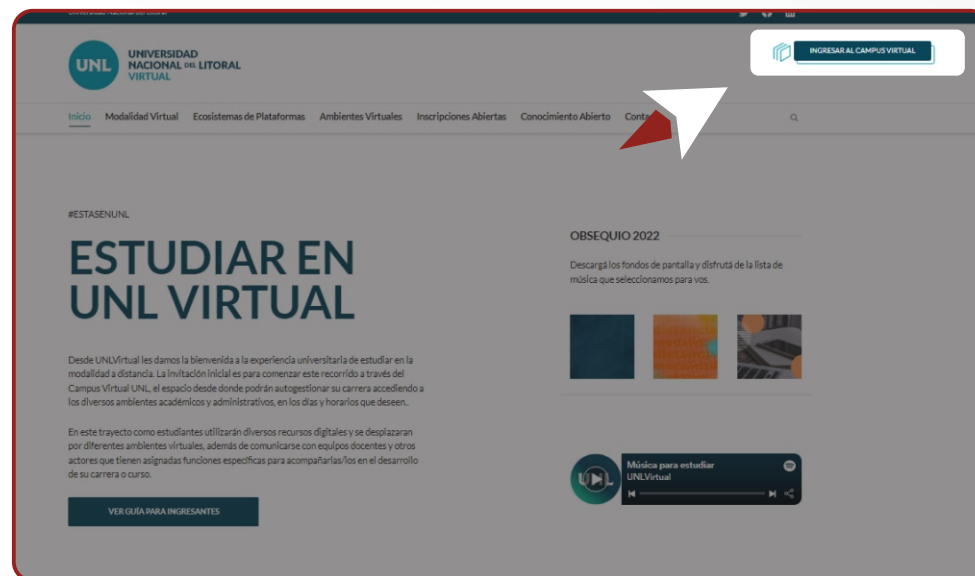 Universidad Nacional del Litoral
INGRESAR AL CAMPUS VIRTUAL
UNL
UNIVERSIDAD
NACIONAL DEL LITORAL
VIRTUAL
Inicio Modalidad Virtual Ecosistemas de Plataformas Ambientes Virtuales Inscripciones Abiertas Conocimiento Abierto
#ESTASENUNL
ESTUDIAR EN
UNL VIRTUAL
Desde UNLVirtual les damos la bienvenida a la experiencia universitaria de estudiar en la
modalidad a distancia. La invitación inicial es para comenzar este recorrido a través del
Campus Virtual UNL, el espacio desde donde podrán autogestionar su carrera accediendo a
los diversos ambientes académicos y administrativos, en los días y horarios que deseen..
En este trayecto como estudiantes utilizarán diversos recursos digitales y se desplazaran
por diferentes ambientes virtuales, además de comunicarse con equipos docentes y otros
actores que tienen asignadas funciones específicas para acompañarlas/los en el desarrollo
de su carrera o curso.
VER GUÍA PARA INGRESANTES
OBSEQUIO 2022
Descargá los fondos de pantalla y disfrutá de la lista de
música que seleccionamos para vos.
UNL
Música para estudiar
UNLVirtual